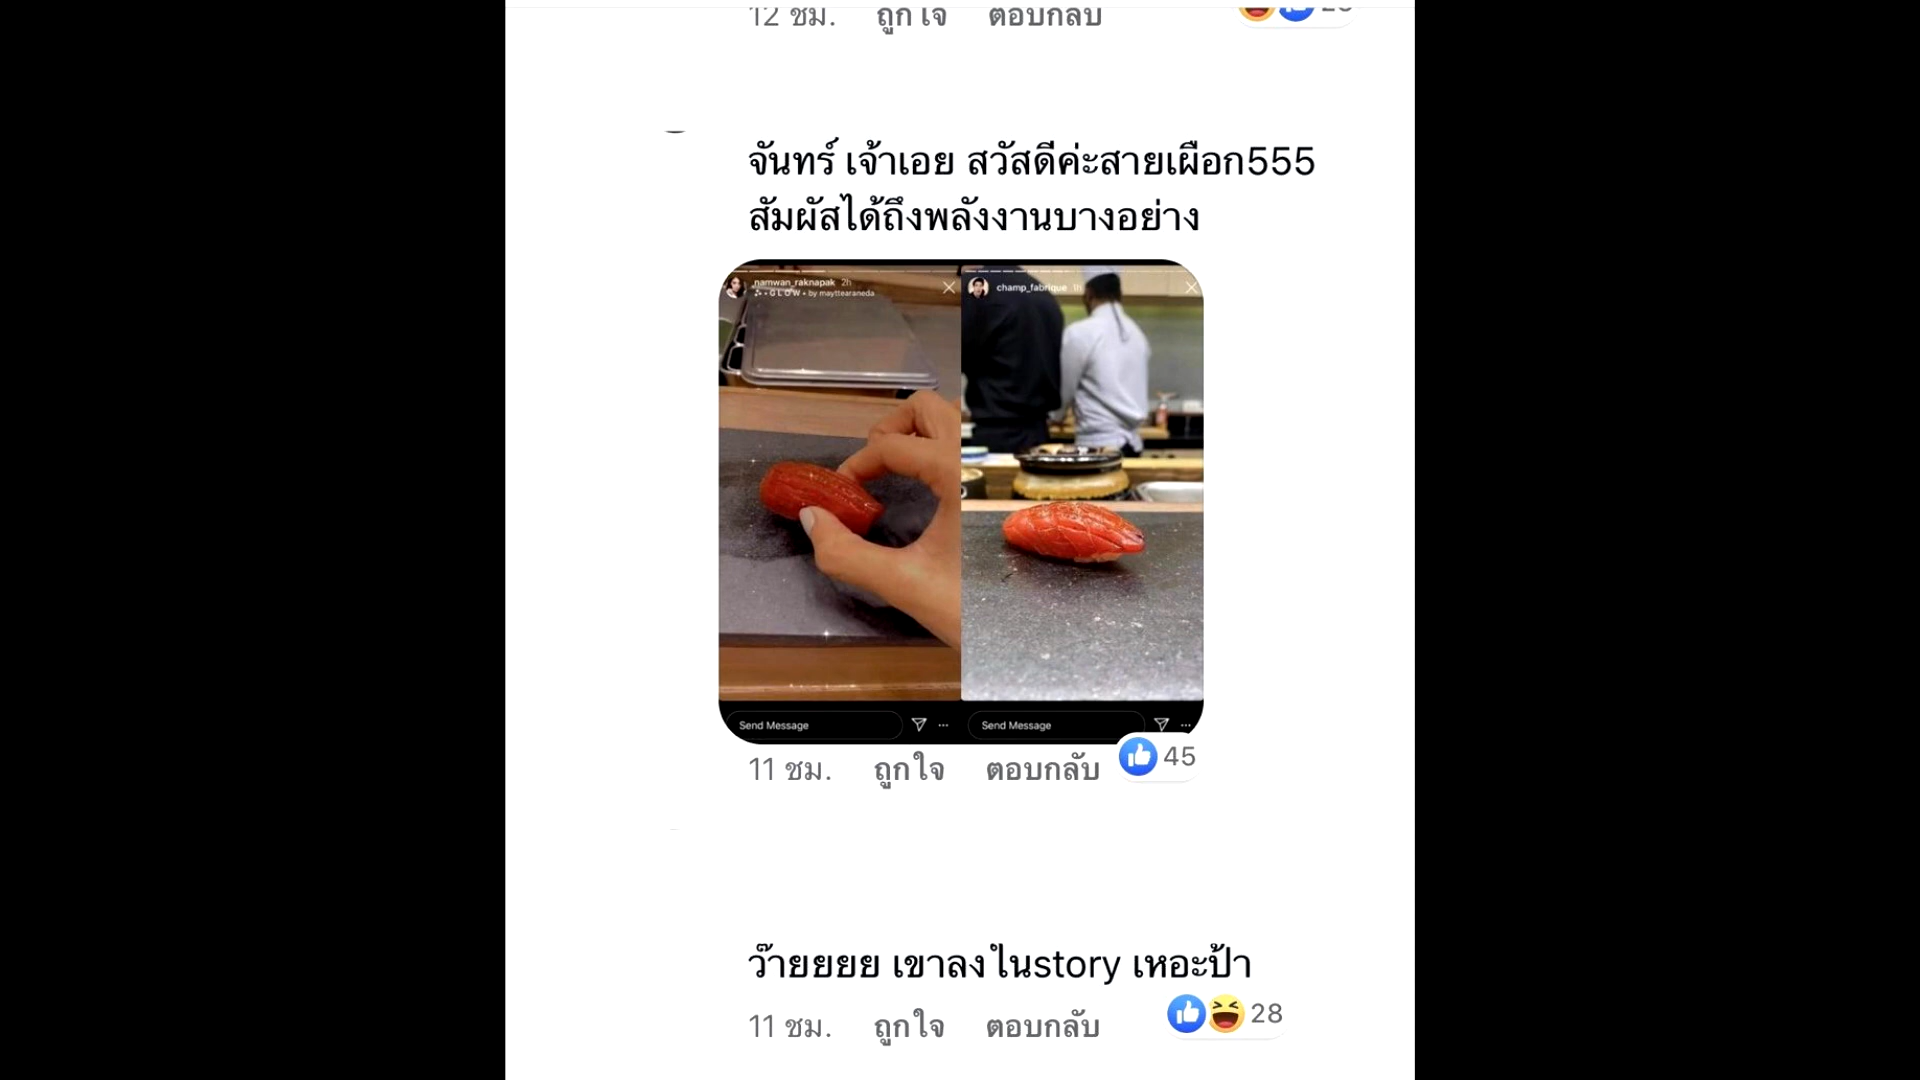 12 ชม. ถูกใจ ตอบกลับ
จันทร์ เจ้าเอย สวัสดีค่ะสายเผือก555
สัมผัสได้ถึงพลังงานบางอย่าง
namwan_raknapak 2h
• G L O W • by mayttearaneda
champ_fabrique 1h
Send Message
Send Message
11 ชม. ถูกใจ ตอบกลับ 45
ว๊ายยยย เขาลงในstory เหอะป้า
11 ชม. ถูกใจ ตอบกลับ 28